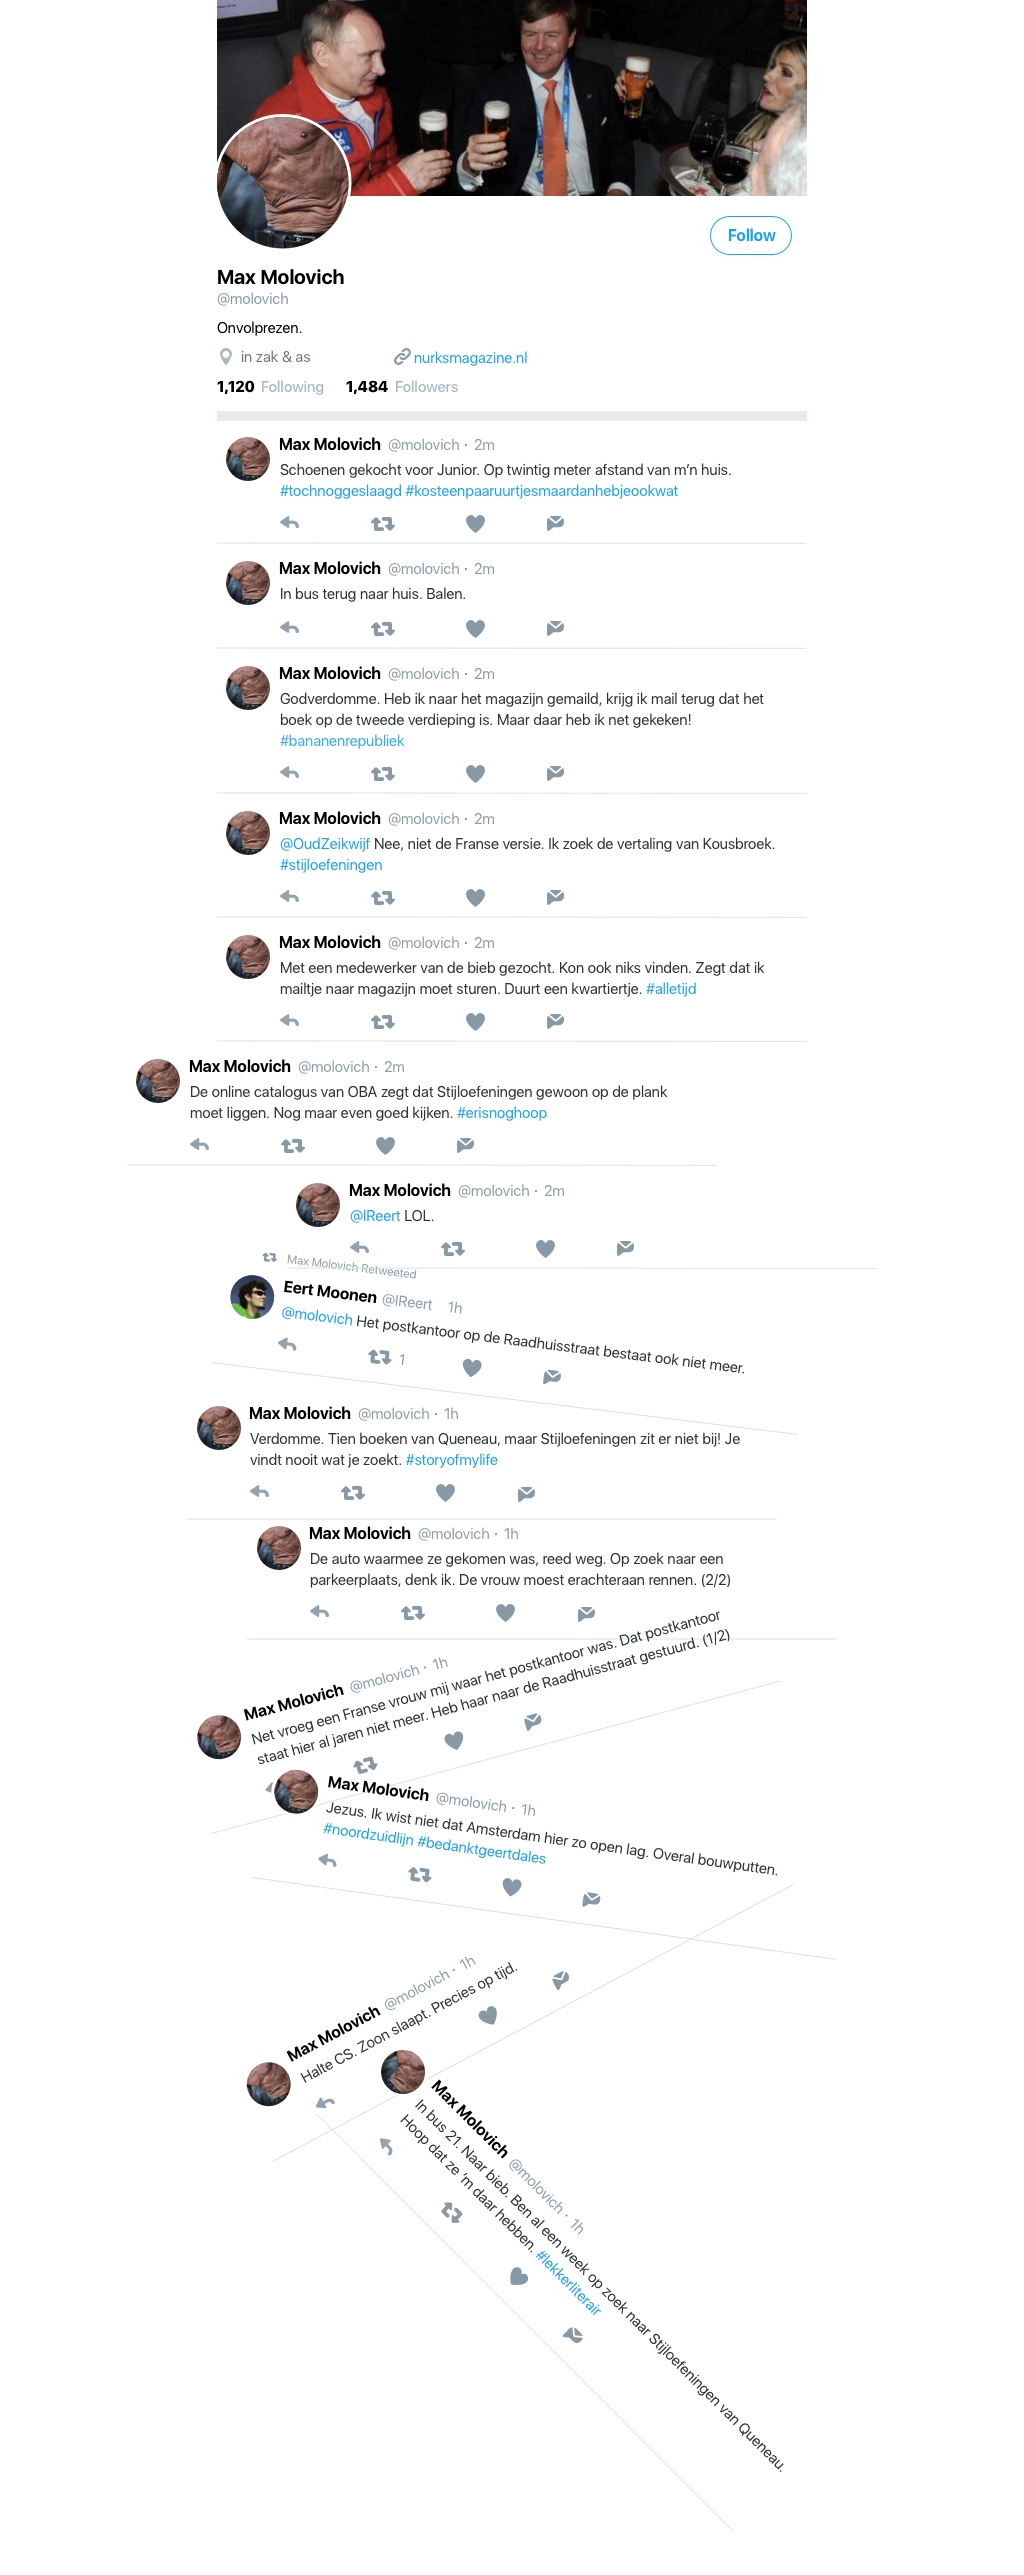 Follow
Max Molovich
@molovich
Onvolprezen.
in zak & as nurksmagazine.nl
1,120 Following 1,484 Followers
Max Molovich @molovich · 2m
Schoenen gekocht voor Junior. Op twintig meter afstand van m'n huis.
#tochnoggeslaagd #kosteenpaaruurtjesmaardanhebjeookwat
Max Molovich @molovich · 2m
In bus terug naar huis. Balen.
Max Molovich @molovich · 2m
Godverdomme. Heb ik naar het magazijn gemaild, krijg ik mail terug dat het
boek op de tweede verdieping is. Maar daar heb ik net gekeken!
#bananenrepubliek
Max Molovich @molovich · 2m
@OudZeikwijf Nee, niet de Franse versie. Ik zoek de vertaling van Kousbroek.
#stijloefeningen
Max Molovich @molovich · 2m
Met een medewerker van de bieb gezocht. Kon ook niks vinden. Zegt dat ik
mailtje naar magazijn moet sturen. Duurt een kwartiertje. #alletijd
Max Molovich @molovich · 2m
De online catalogus van OBA zegt dat Stijloefeningen gewoon op de plank
moet liggen. Nog maar even goed kijken. #erisnoghoop
Max Molovich @molovich · 2m
@IReert LOL.
Max Molovich Retweeted
Eert Moonen @IReert 1h
@molovich Het postkantoor op de Raadhuisstraat bestaat ook niet meer.
1
Max Molovich @molovich · 1h
Verdomme. Tien boeken van Queneau, maar Stijloefeningen zit er niet bij! Je
vindt nooit wat je zoekt. #storyofmylife
Max Molovich @molovich · 1h
De auto waarmee ze gekomen was, reed weg. Op zoek naar een
parkeerplaats, denk ik. De vrouw moest erachteraan rennen. (2/2)
Max Molovich @molovich · 1h
Net vroeg een Franse vrouw mij waar het postkantoor was. Dat postkantoor
staat hier al jaren niet meer. Heb haar naar de Raadhuisstraat gestuurd. (1/2)
Max Molovich @molovich · 1h
Jezus. Ik wist niet dat Amsterdam hier zo open lag. Overal bouwputten.
#noordzuidlijn #bedanktgeertdales
Max Molovich @molovich · 1h
Halte CS. Zoon slaapt. Precies op tijd.
Max Molovich @molovich · 1h
In bus 21. Naar bieb. Ben al een week op zoek naar Stijloefeningen van Queneau.
Hoop dat ze 'm daar hebben. #lekkerliterair